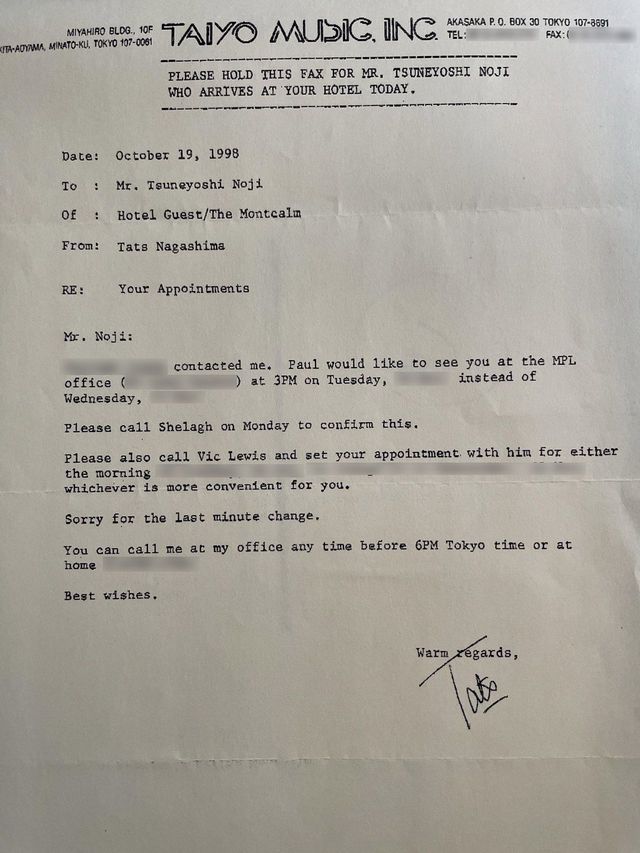 MIYAHIRO BLDG., 10F
KITA-AOYAMA, MINATO-KU, TOKYO 107-0061
TAIYO MUSIC, INC.
AKASAKA P. O. BOX 30 TOKYO 107-8691
TEL: FAX:(
PLEASE HOLD THIS FAX FOR MR. TSUNEYOSHI NOJI
WHO ARRIVES AT YOUR HOTEL TODAY.
Date: October 19, 1998
To : Mr. Tsuneyoshi Noji
Of : Hotel Guest/The Montcalm
From: Tats Nagashima
RE: Your Appointments
Mr. Noji:
contacted me. Paul would like to see you at the MPL
office ( ) at 3PM on Tuesday, instead of
Wednesday,
Please call Shelagh on Monday to confirm this.
Please also call Vic Lewis and set your appointment with him for either
the morning
whichever is more convenient for you.
Sorry for the last minute change.
You can call me at my office any time before 6PM Tokyo time or at
home
Best wishes.
Warm regards,
Tats